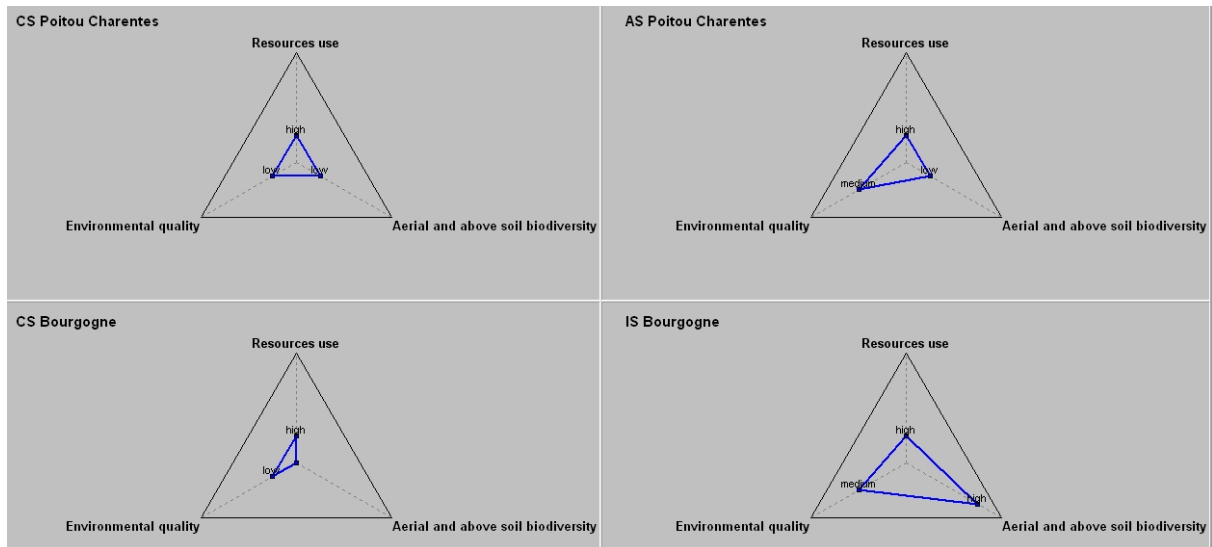 CS Poitou Charentes
Resources use
high
low
low
Environmental quality
Aerial and above soil biodiversity
AS Poitou Charentes
Resources use
high
medium
low
Environmental quality
Aerial and above soil biodiversity
CS Bourgogne
Resources use
high
low
Environmental quality
Aerial and above soil biodiversity
IS Bourgogne
Resources use
high
medium
high
Environmental quality
Aerial and above soil biodiversity